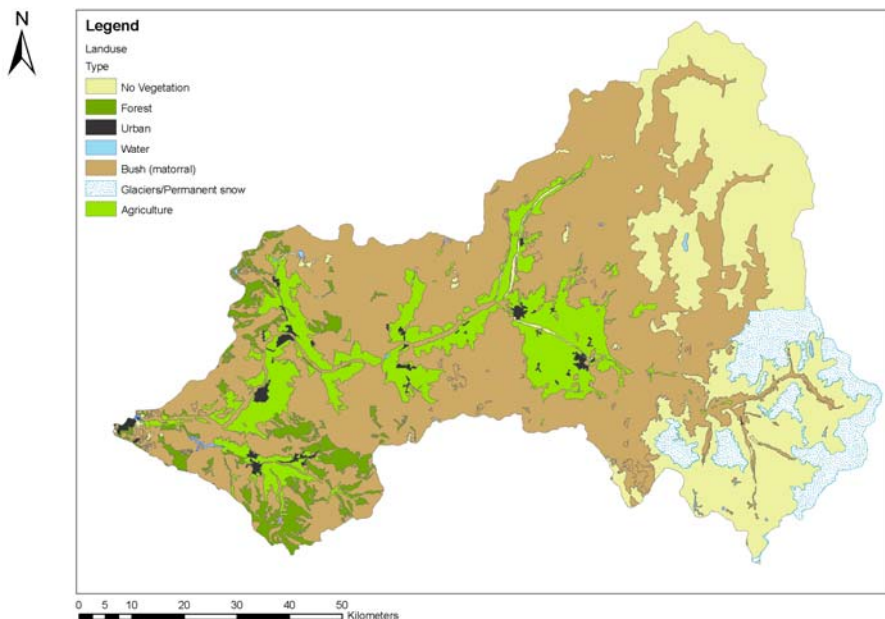 N
Legend
Landuse
Type
No Vegetation
Forest
Urban
Water
Bush (matorral)
Glaciers/Permanent snow
Agriculture
0 5 10 20 30 40 50
Kilometers